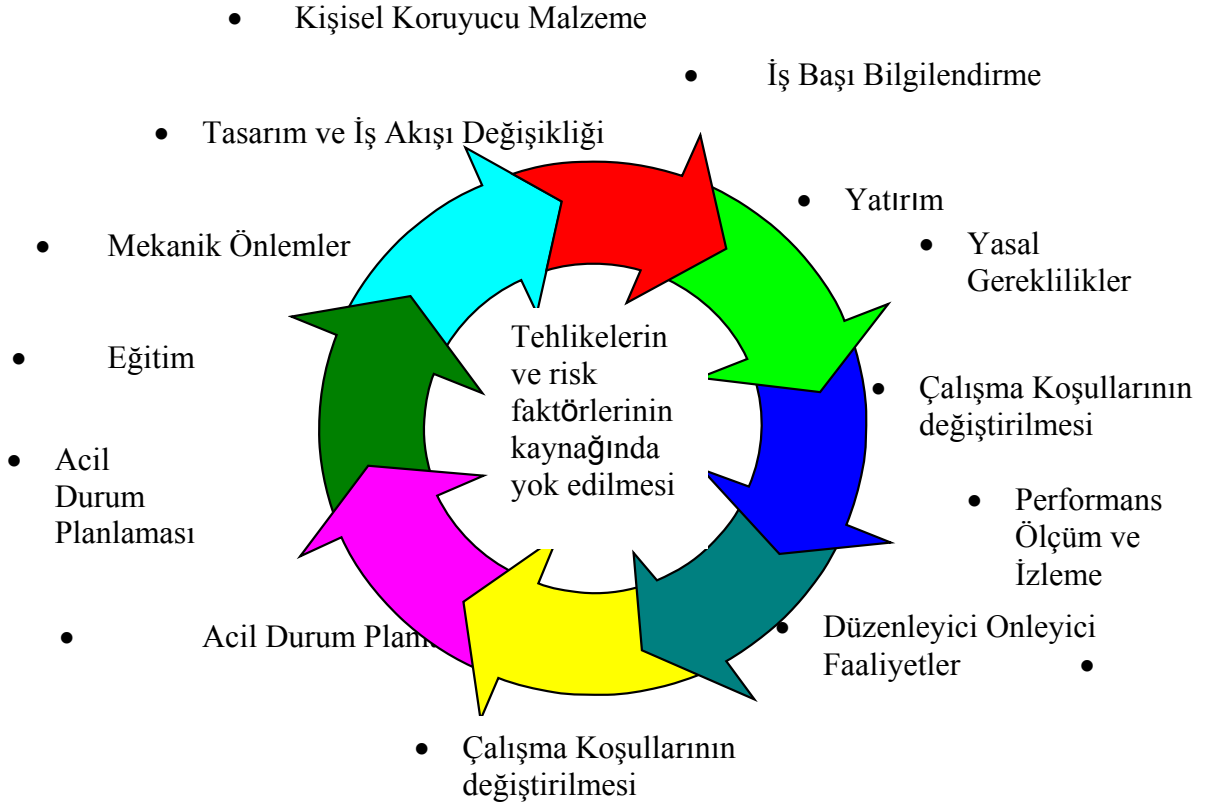 • Kişisel Koruyucu Malzeme
• İş Başı Bilgilendirme
• Tasarım ve İş Akışı Değişikliği
• Yatırım
• Mekanik Önlemler
• Yasal
Gereklilikler
Tehlikelerin
ve risk
faktörlerinin
kaynağında
yok edilmesi
• Eğitim
• Çalışma Koşullarının
değiştirilmesi
• Acil
Durum
Planlaması
• Performans
Ölçüm ve
İzleme
• Acil Durum
• Düzenleyici Onleyici
Faaliyetler
•
• Çalışma Koşullarının
değiştirilmesi